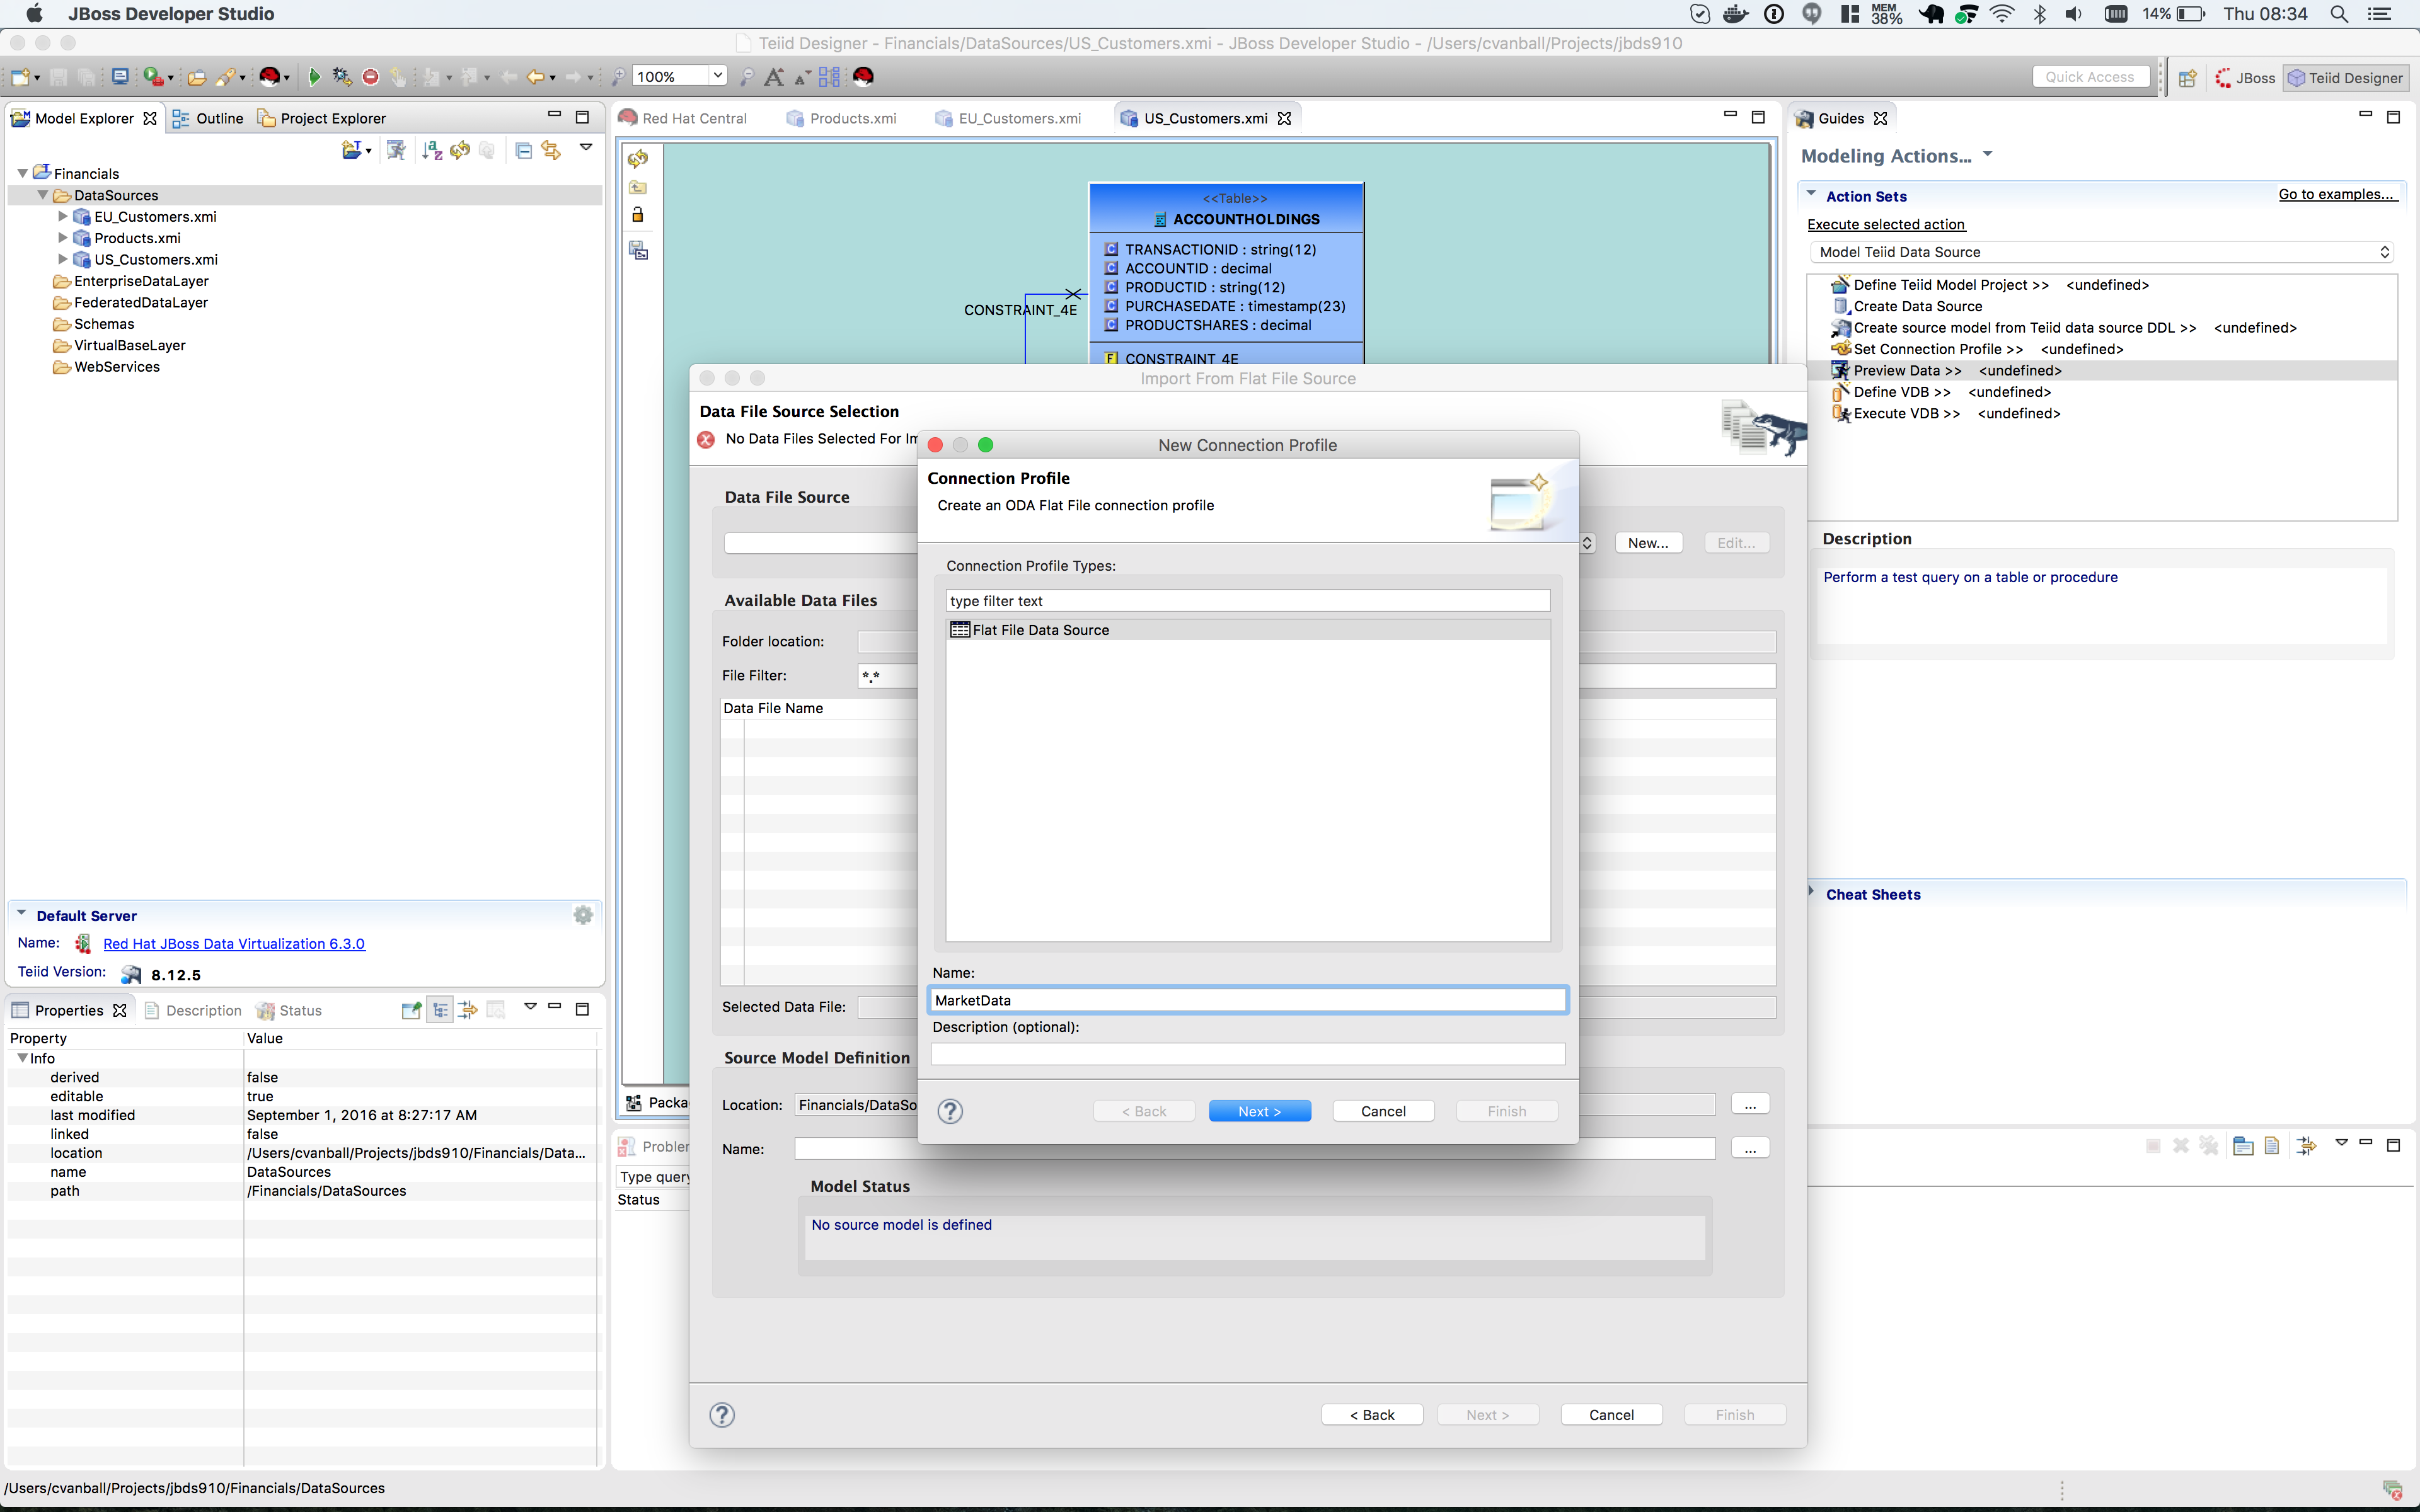 JBoss Developer Studio
MEM 38%
14%
Thu 08:34
Teiid Designer - Financials/DataSources/US_Customers.xmi - JBoss Developer Studio - /Users/cvanball/Projects/jbds910
100%
Quick Access
JBoss
Teiid Designer
Model Explorer
Outline
Project Explorer
Financials
DataSources
EU_Customers.xmi
Products.xmi
US_Customers.xmi
EnterpriseDataLayer
FederatedDataLayer
Schemas
VirtualBaseLayer
WebServices
Default Server
Name: Red Hat JBoss Data Virtualization 6.3.0
Teiid Version: 8.12.5
Properties
Description
Status
Property Value
Info
derived false
editable true
last modified September 1, 2016 at 8:27:17 AM
linked false
location /Users/cvanball/Projects/jbds910/Financials/Data...
name DataSources
path /Financials/DataSources
/Users/cvanball/Projects/jbds910/Financials/DataSources
Red Hat Central
Products.xmi
EU_Customers.xmi
US_Customers.xmi
<<Table>>
ACCOUNTHOLDINGS
TRANSACTIONID : string(12)
ACCOUNTID : decimal
PRODUCTID : string(12)
PURCHASEDATE : timestamp(23)
PRODUCTSHARES : decimal
CONSTRAINT_4E
CONSTRAINT_4E
Packa
Problem
Type query
Status
Import From Flat File Source
Data File Source Selection
No Data Files Selected For Im
Data File Source
New...
Edit...
Available Data Files
Folder location:
File Filter: *.*
Data File Name
Selected Data File:
Source Model Definition
Location: Financials/DataSo
...
Name:
...
Model Status
No source model is defined
< Back
Next >
Cancel
Finish
New Connection Profile
Connection Profile
Create an ODA Flat File connection profile
Connection Profile Types:
type filter text
Flat File Data Source
Name:
MarketData
Description (optional):
< Back
Next >
Cancel
Finish
Guides
Modeling Actions...
Action Sets
Go to examples...
Execute selected action
Model Teiid Data Source
Define Teiid Model Project >> <undefined>
Create Data Source
Create source model from Teiid data source DDL >> <undefined>
Set Connection Profile >> <undefined>
Preview Data >> <undefined>
Define VDB >> <undefined>
Execute VDB >> <undefined>
Description
Perform a test query on a table or procedure
Cheat Sheets